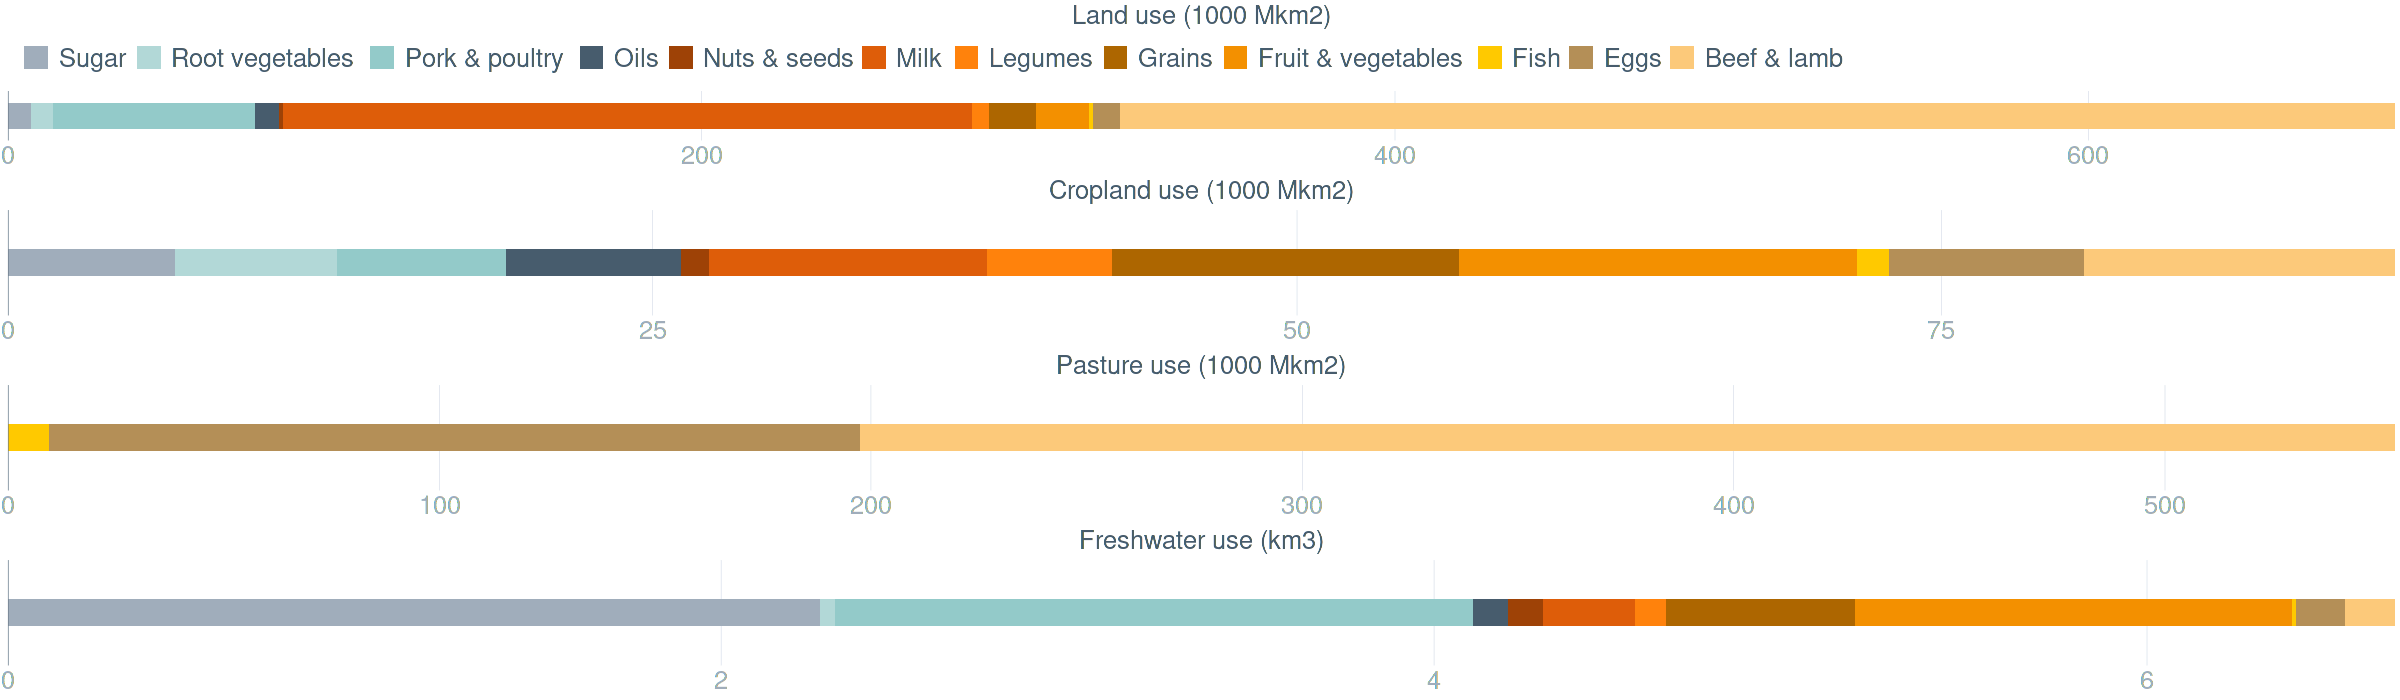 Land use (1000 Mkm2)
Sugar Root vegetables Pork & poultry Oils Nuts & seeds Milk Legumes Grains Fruit & vegetables Fish Eggs Beef & lamb
0 200 400 600
Cropland use (1000 Mkm2)
0 25 50 75
Pasture use (1000 Mkm2)
0 100 200 300 400 500
Freshwater use (km3)
0 2 4 6